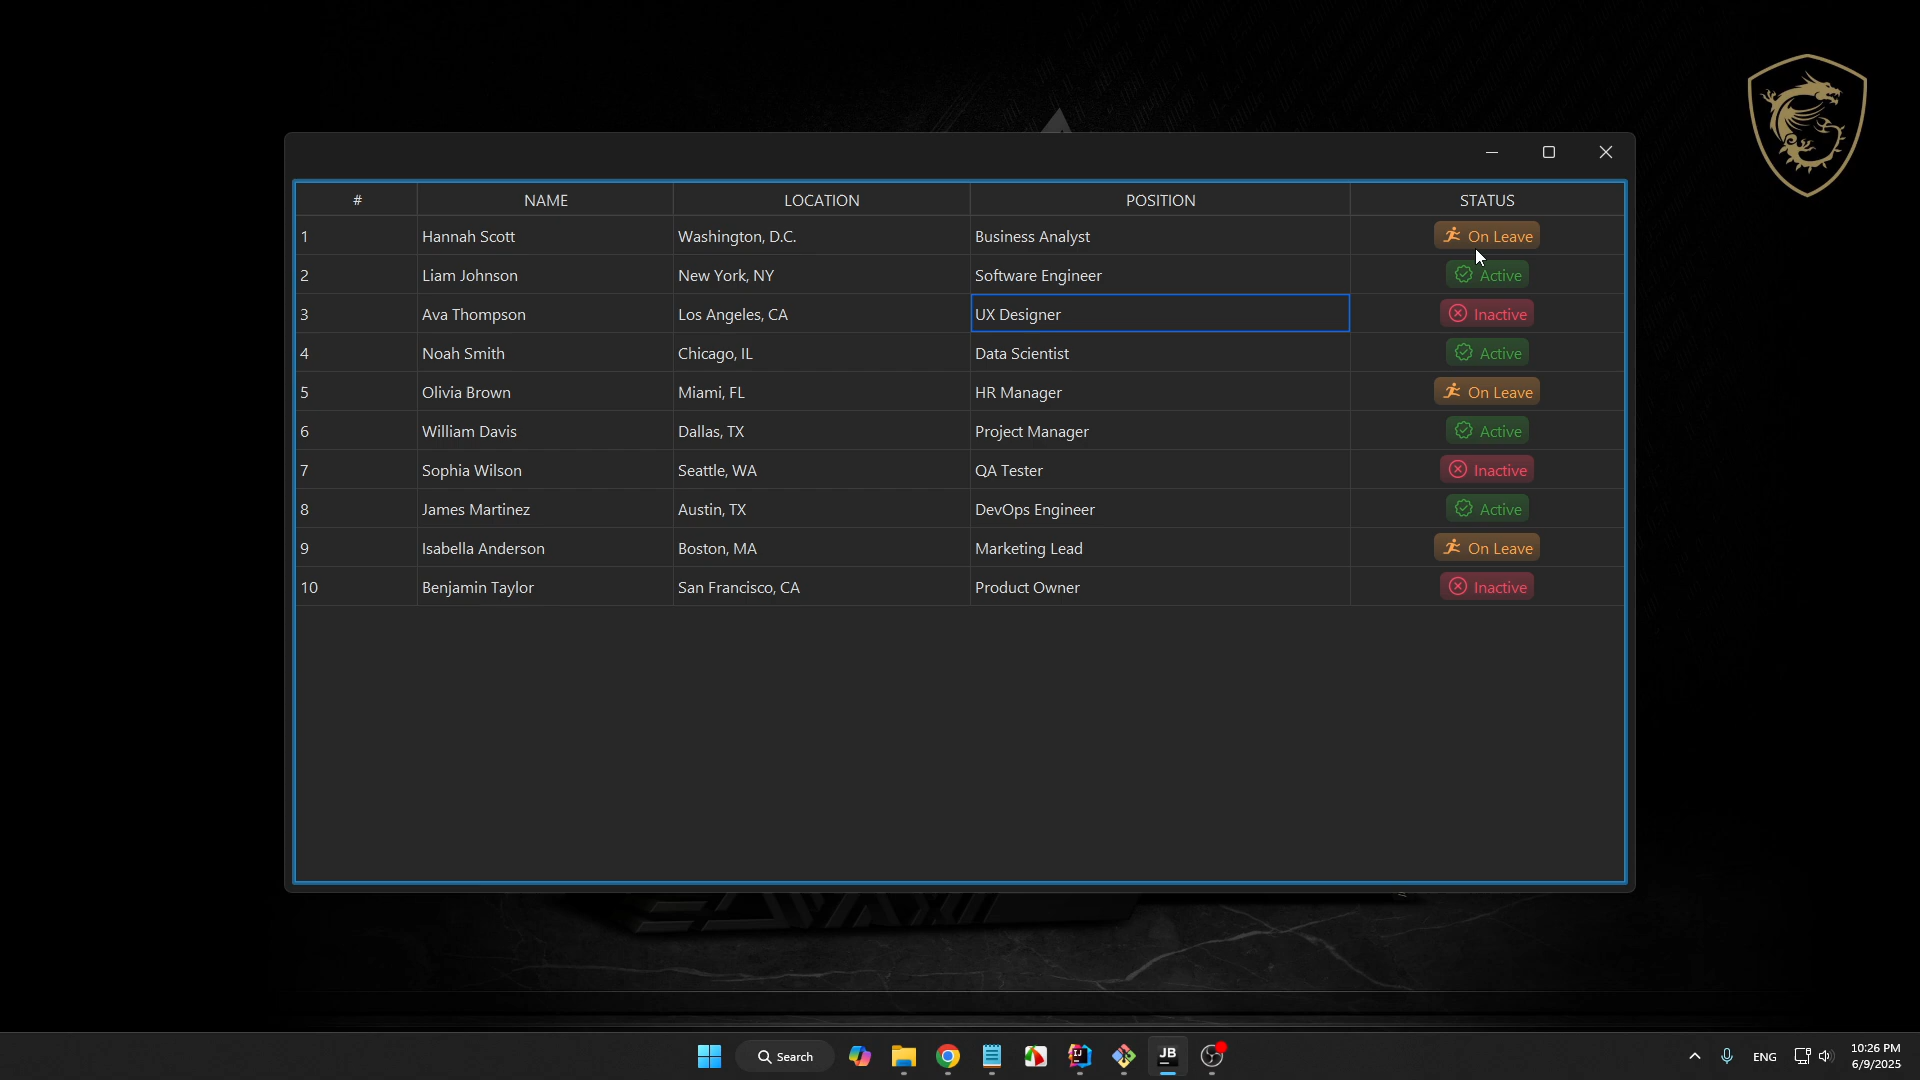 # NAME LOCATION POSITION STATUS
1 Hannah Scott Washington, D.C. Business Analyst On Leave
2 Liam Johnson New York, NY Software Engineer Active
3 Ava Thompson Los Angeles, CA UX Designer Inactive
4 Noah Smith Chicago, IL Data Scientist Active
5 Olivia Brown Miami, FL HR Manager On Leave
6 William Davis Dallas, TX Project Manager Active
7 Sophia Wilson Seattle, WA QA Tester Inactive
8 James Martinez Austin, TX DevOps Engineer Active
9 Isabella Anderson Boston, MA Marketing Lead On Leave
10 Benjamin Taylor San Francisco, CA Product Owner Inactive
Search IJ JB ENG 10:26 PM
6/9/2025